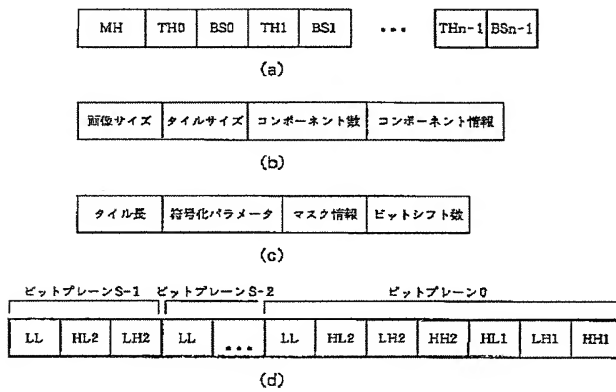 MH TH0 BS0 TH1 BS1 ... THn-1 BSn-1
(a)
画像サイズ タイルサイズ コンポーネント数 コンポーネント情報
(b)
タイル長 符号化パラメータ マスク情報 ビットシフト数
(c)
ビットプレーンS-1 ビットプレーンS-2 ビットプレーン0
LL HL2 LH2 LL ... LL HL2 LH2 HH2 HL1 LH1 HH1
(d)